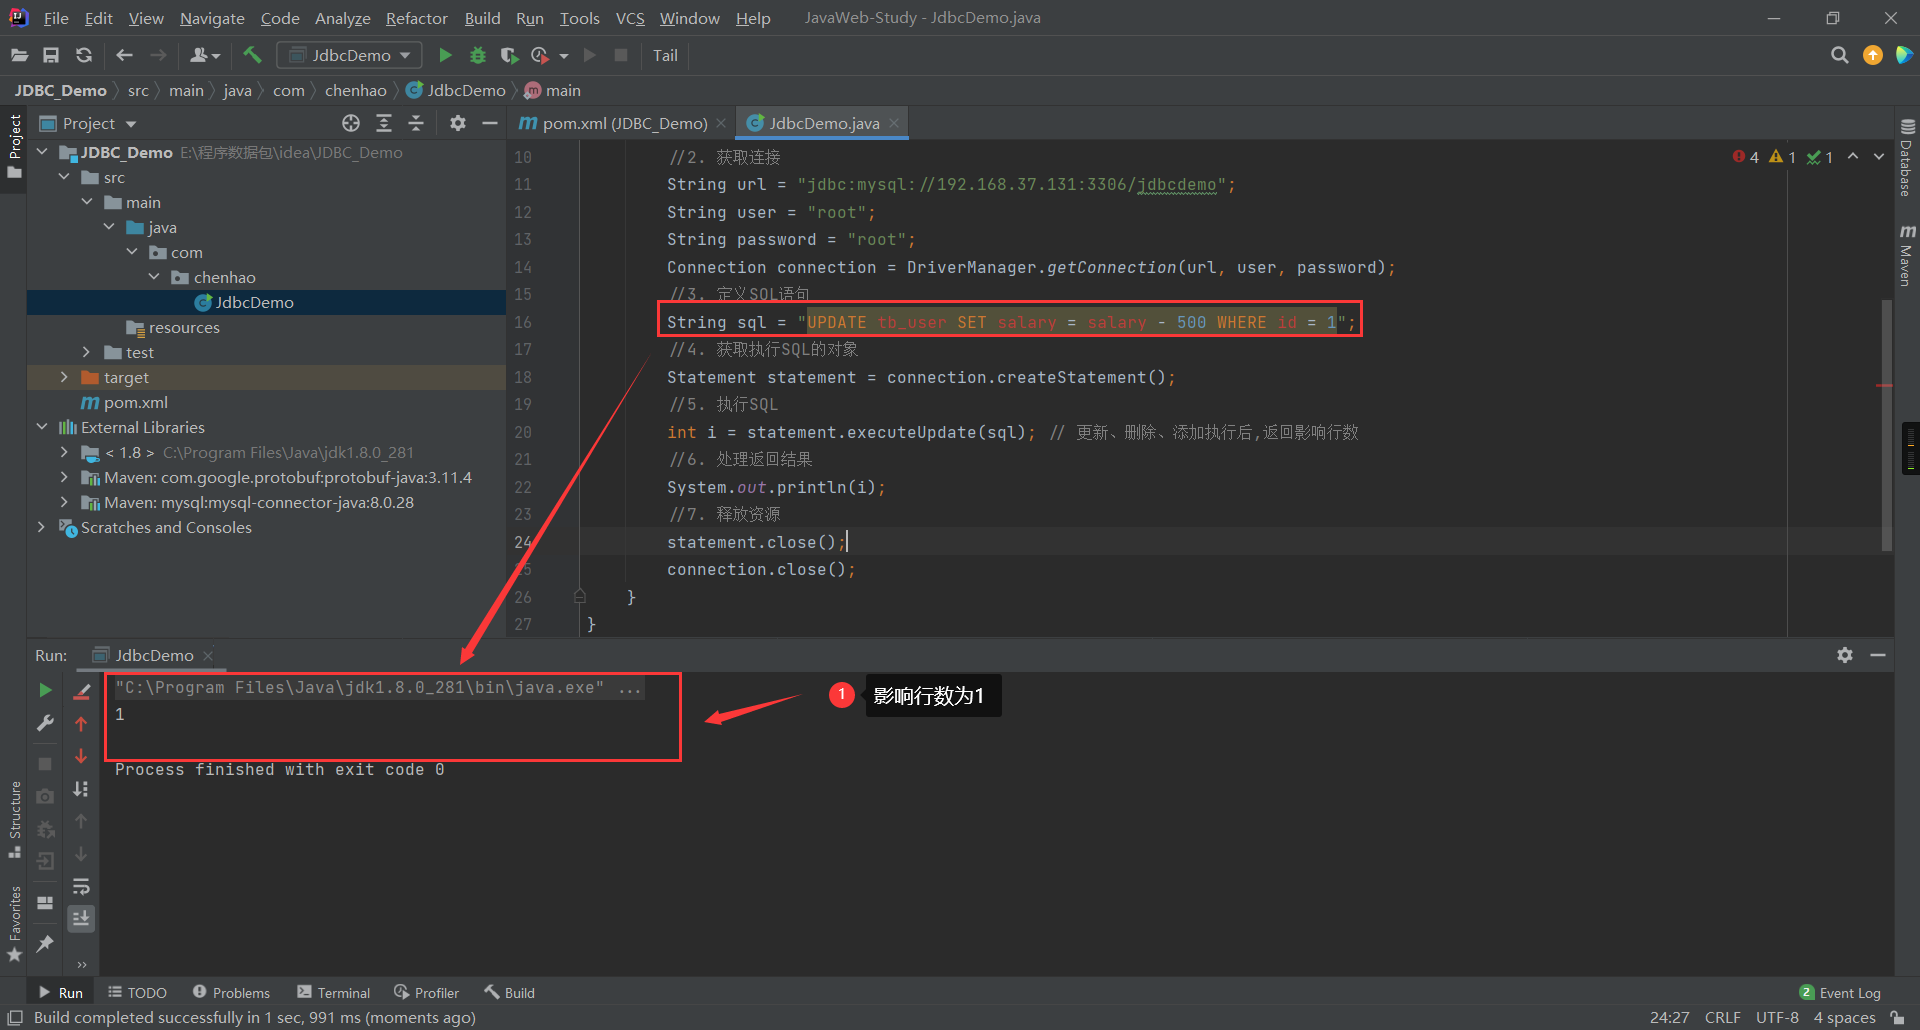 File Edit View Navigate Code Analyze Refactor Build Run Tools VCS Window Help JavaWeb-Study - JdbcDemo.java
JdbcDemo Tail
JDBC_Demo src main java com chenhao JdbcDemo main
Project
Project
pom.xml (JDBC_Demo) JdbcDemo.java
JDBC_Demo E:\程序数据包\idea\JDBC_Demo
src
main
java
com
chenhao
JdbcDemo
resources
test
target
pom.xml
External Libraries
< 1.8 > C:\Program Files\Java\jdk1.8.0_281
Maven: com.google.protobuf:protobuf-java:3.11.4
Maven: mysql:mysql-connector-java:8.0.28
Scratches and Consoles
4 1 1
10 //2. 获取连接
11 String url = "jdbc:mysql://192.168.37.131:3306/jdbcdemo";
12 String user = "root";
13 String password = "root";
14 Connection connection = DriverManager.getConnection(url, user, password);
15 //3. 定义SQL语句
16 String sql = "UPDATE tb_user SET salary = salary - 500 WHERE id = 1";
17 //4. 获取执行SQL的对象
18 Statement statement = connection.createStatement();
19 //5. 执行SQL
20 int i = statement.executeUpdate(sql); // 更新、删除、添加执行后,返回影响行数
21 //6. 处理返回结果
22 System.out.println(i);
23 //7. 释放资源
24 statement.close();
25 connection.close();
26 }
27 }
Database
Maven
Run: JdbcDemo
"C:\Program Files\Java\jdk1.8.0_281\bin\java.exe" ...
1
Process finished with exit code 0
1 影响行数为1
Structure
Favorites
Run TODO Problems Terminal Profiler Build 2 Event Log
Build completed successfully in 1 sec, 991 ms (moments ago) 24:27 CRLF UTF-8 4 spaces